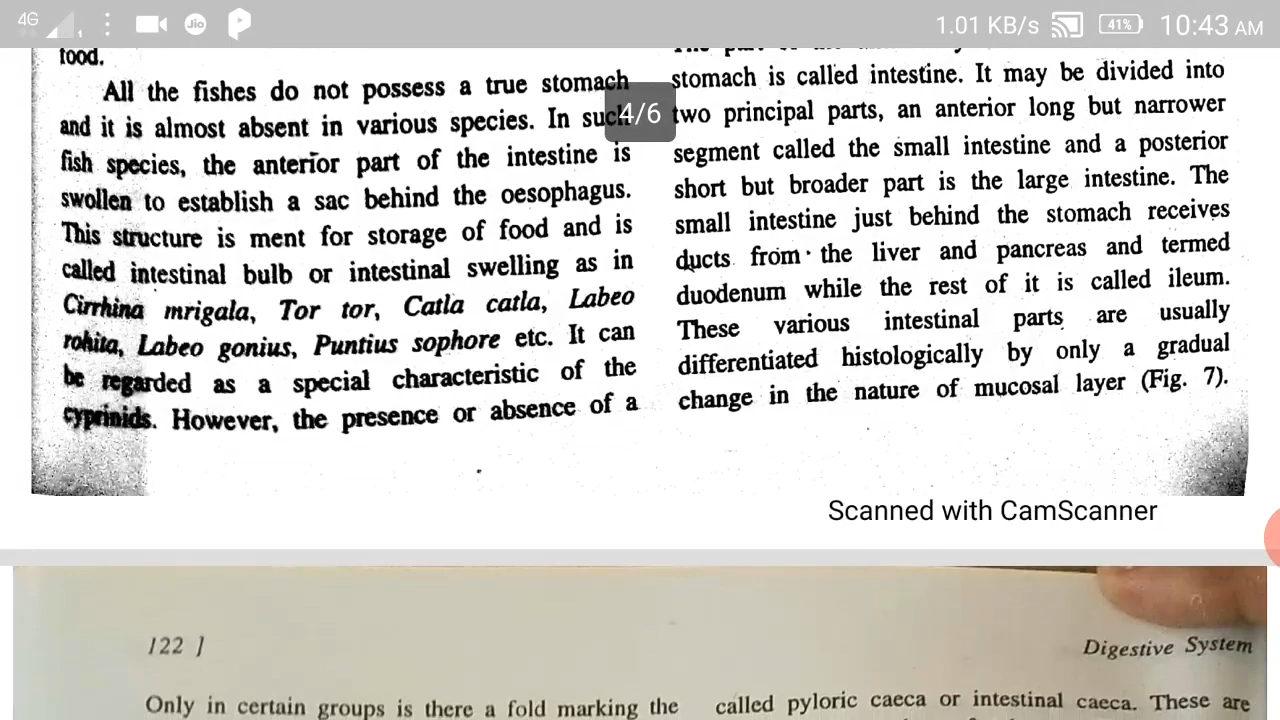 4G
Jio
1.01 KB/s
41%
10:43 AM
food.
All the fishes do not possess a true stomach
and it is almost absent in various species. In such
fish species, the anterior part of the intestine is
swollen to establish a sac behind the oesophagus.
This structure is ment for storage of food and is
called intestinal bulb or intestinal swelling as in
Cirrhina mrigala, Tor tor, Catla catla, Labeo
rohita, Labeo gonius, Puntius sophore etc. It can
be regarded as a special characteristic of the
cyprinids. However, the presence or absence of a
4/6
stomach is called intestine. It may be divided into
two principal parts, an anterior long but narrower
segment called the small intestine and a posterior
short but broader part is the large intestine. The
small intestine just behind the stomach receives
ducts from the liver and pancreas and termed
duodenum while the rest of it is called ileum.
These various intestinal parts are usually
differentiated histologically by only a gradual
change in the nature of mucosal layer (Fig. 7).
Scanned with CamScanner
122 ]
Digestive System
Only in certain groups is there a fold marking the
called pyloric caeca or intestinal caeca. These are